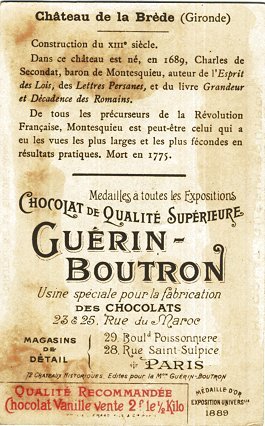 Château de la Brède (Gironde)
Construction du XIIIe siècle.
Dans ce château est né, en 1689, Charles de
Secondat, baron de Montesquieu, auteur de l'Esprit
des Lois, des Lettres Persanes, et du livre Grandeur
et Décadence des Romains.
De tous les précurseurs de la Révolution
Française, Montesquieu est peut-être celui qui a
eu les vues les plus larges et les plus fécondes en
résultats pratiques. Mort en 1775.
Médailles à toutes les Expositions
CHOCOLAT DE QUALITÉ SUPÉRIEURE
GUÉRIN-
BOUTRON
Usine spéciale pour la fabrication
DES CHOCOLATS
23 & 25, Rue du Maroc
MAGASINS
DE
DÉTAIL
29, Bould Poissonnière
28, Rue Saint-Sulpice
PARIS
72 Chateaux Historiques Edités pour la Mon Guérin-Boutron
QUALITÉ RECOMMANDÉE
Chocolat Vanillé vente 2f le ½ Kilo
MÉDAILLE D'OR
EXPOSITION UNIVERSlle
1889